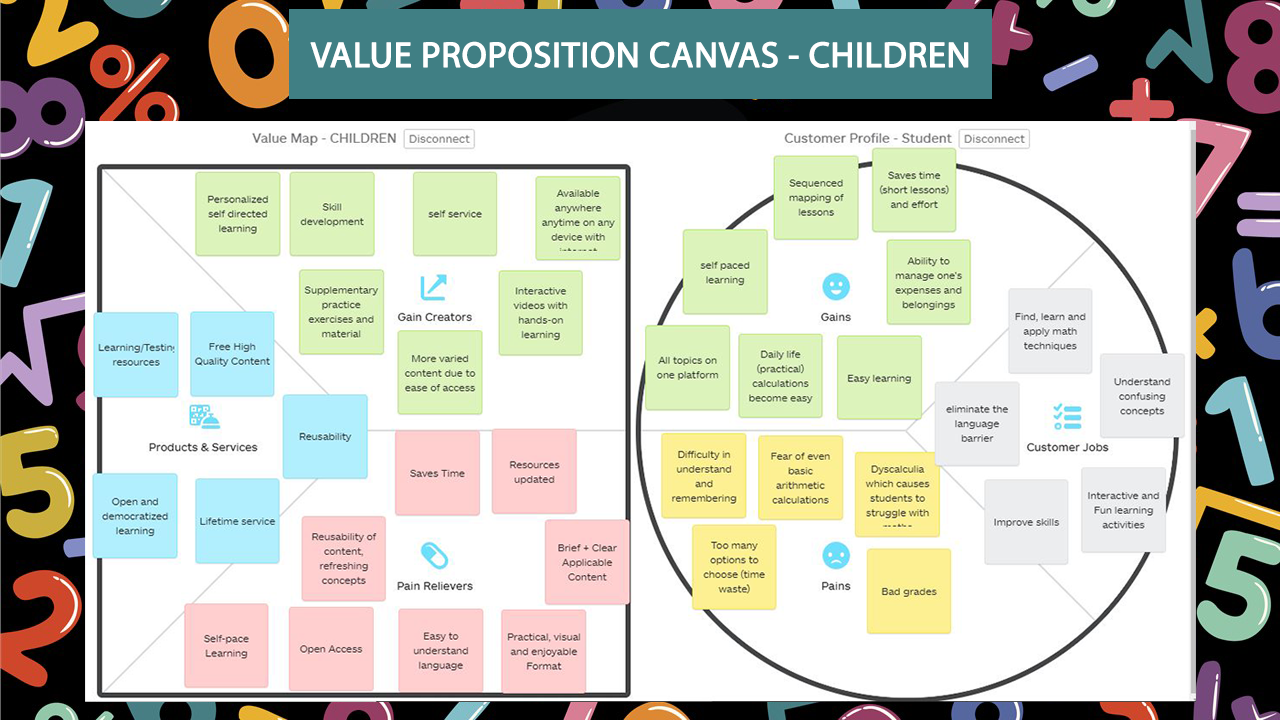 VALUE PROPOSITION CANVAS - CHILDREN
Value Map - CHILDREN
Disconnect
Personalized
self directed
learning
Skill
development
self service
Available
anywhere
anytime on any
device with
Supplementary
practice
exercises and
material
Gain Creators
Interactive
videos with
hands-on
learning
More varied
content due to
ease of access
Learning/Testing
resources
Free High
Quality Content
Products & Services
Reusability
Open and
democratized
learning
Lifetime service
Saves Time
Resources
updated
Reusability of
content,
refreshing
concepts
Pain Relievers
Brief + Clear
Applicable
Content
Self-pace
Learning
Open Access
Easy to
understand
language
Practical, visual
and enjoyable
Format
Customer Profile - Student
Disconnect
Sequenced
mapping of
lessons
Saves time
(short lessons)
and effort
self paced
learning
Gains
Ability to
manage one's
expenses and
belongings
All topics on
one platform
Daily life
(practical)
calculations
become easy
Easy learning
Find, learn and
apply math
techniques
Understand
confusing
concepts
eliminate the
language
barrier
Customer Jobs
Improve skills
Interactive and
Fun learning
activities
Difficulty in
understand
and
remembering
Fear of even
basic
arithmetic
calculations
Dyscalculia
which causes
students to
struggle with
Too many
options to
choose (time
waste)
Pains
Bad grades